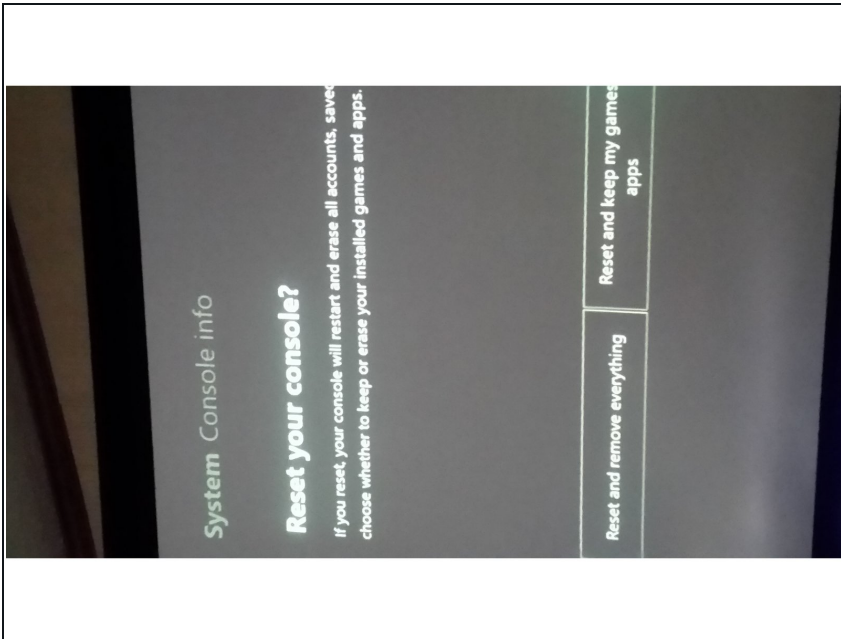 System Console info
Reset your console?
If you reset, your console will restart and erase all accounts, saved
choose whether to keep or erase your installed games and apps.
Reset and remove everything
Reset and keep my games
apps